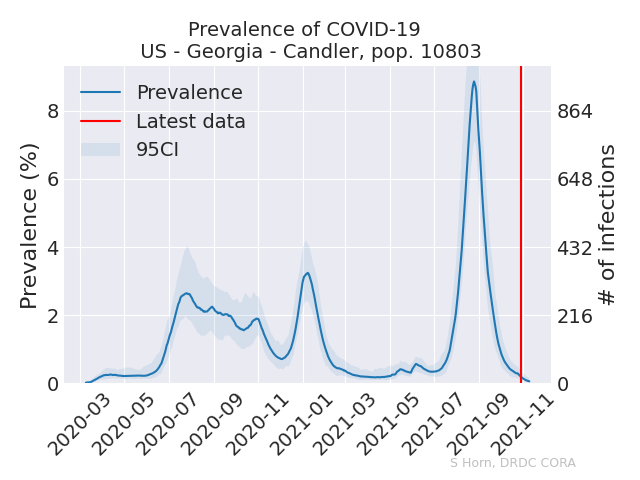 Prevalence of COVID-19
US - Georgia - Candler, pop. 10803
Prevalence
Latest data
95CI
Prevalence (%)
8
6
4
2
0
864
648
432
216
0
# of infections
2020-03
2020-05
2020-07
2020-09
2020-11
2021-01
2021-03
2021-05
2021-07
2021-09
2021-11
S Horn, DRDC CORA